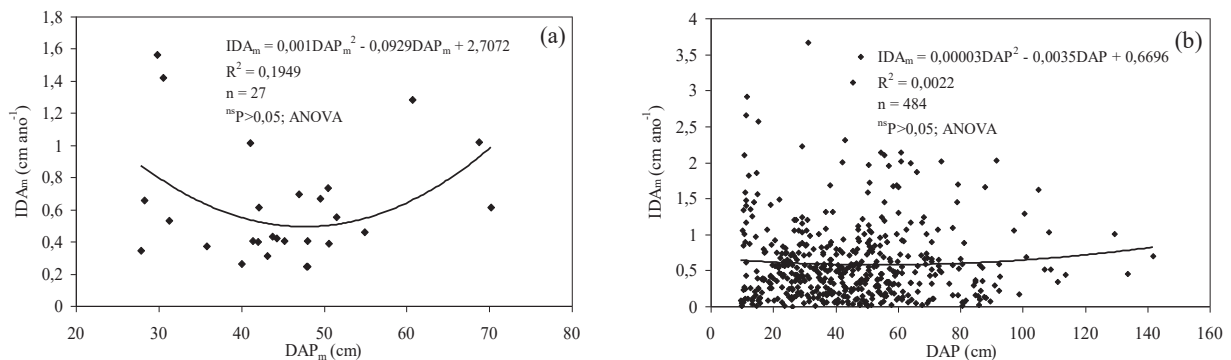 (a)
IDAₘ = 0,001DAPₘ² - 0,0929DAPₘ + 2,7072
R² = 0,1949
n = 27
ⁿˢP>0,05; ANOVA
IDAₘ (cm ano⁻¹)
1,8
1,6
1,4
1,2
1
0,8
0,6
0,4
0,2
0
20 30 40 50 60 70 80
DAPₘ (cm)
(b)
IDAₘ = 0,00003DAP² - 0,0035DAP + 0,6696
R² = 0,0022
n = 484
ⁿˢP>0,05; ANOVA
IDAₘ (cm ano⁻¹)
4
3,5
3
2,5
2
1,5
1
0,5
0
0 20 40 60 80 100 120 140 160
DAP (cm)